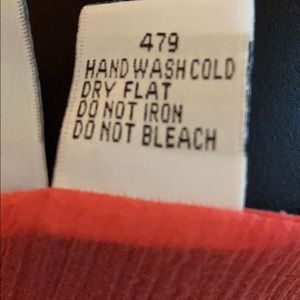 479
HAND WASH COLD
DRY FLAT
DO NOT IRON
DO NOT BLEACH